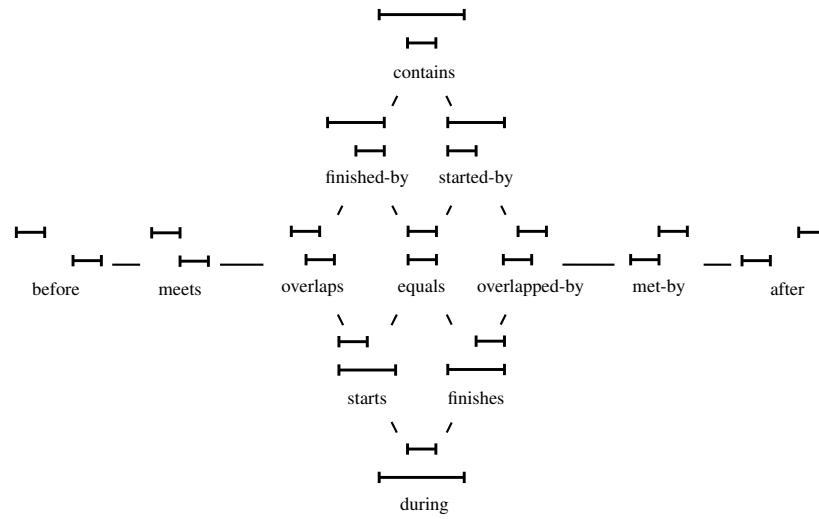 contains
finished-by started-by
before meets overlaps equals overlapped-by met-by after
starts finishes
during